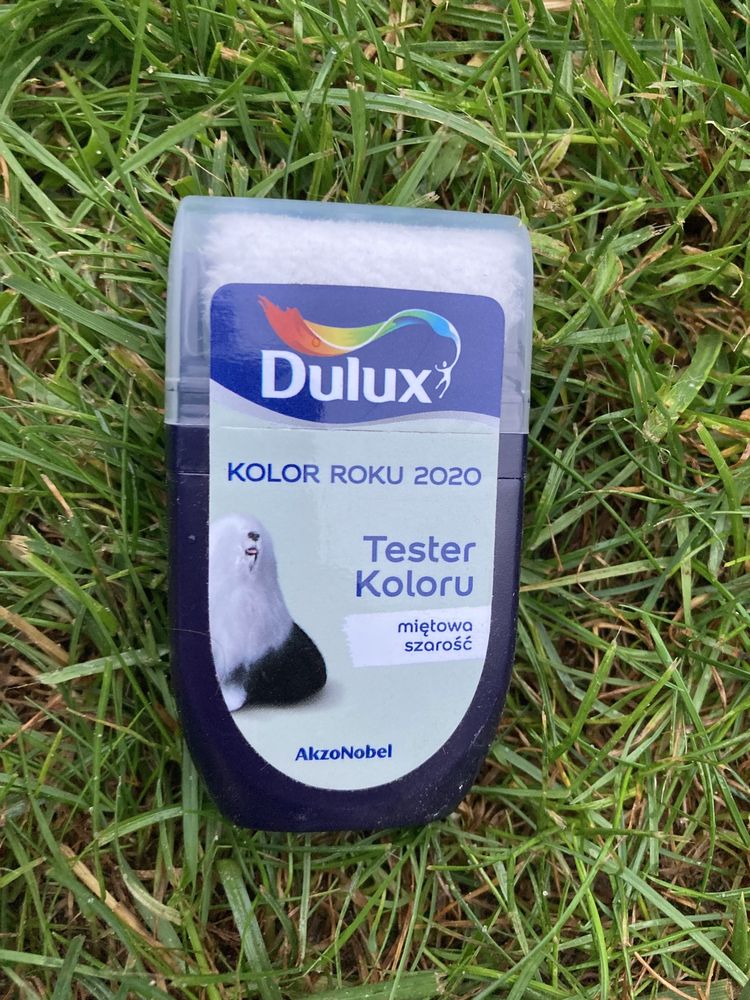 Dulux
KOLOR ROKU 2020
Tester
Koloru
miętowa
szarość
AkzoNobel